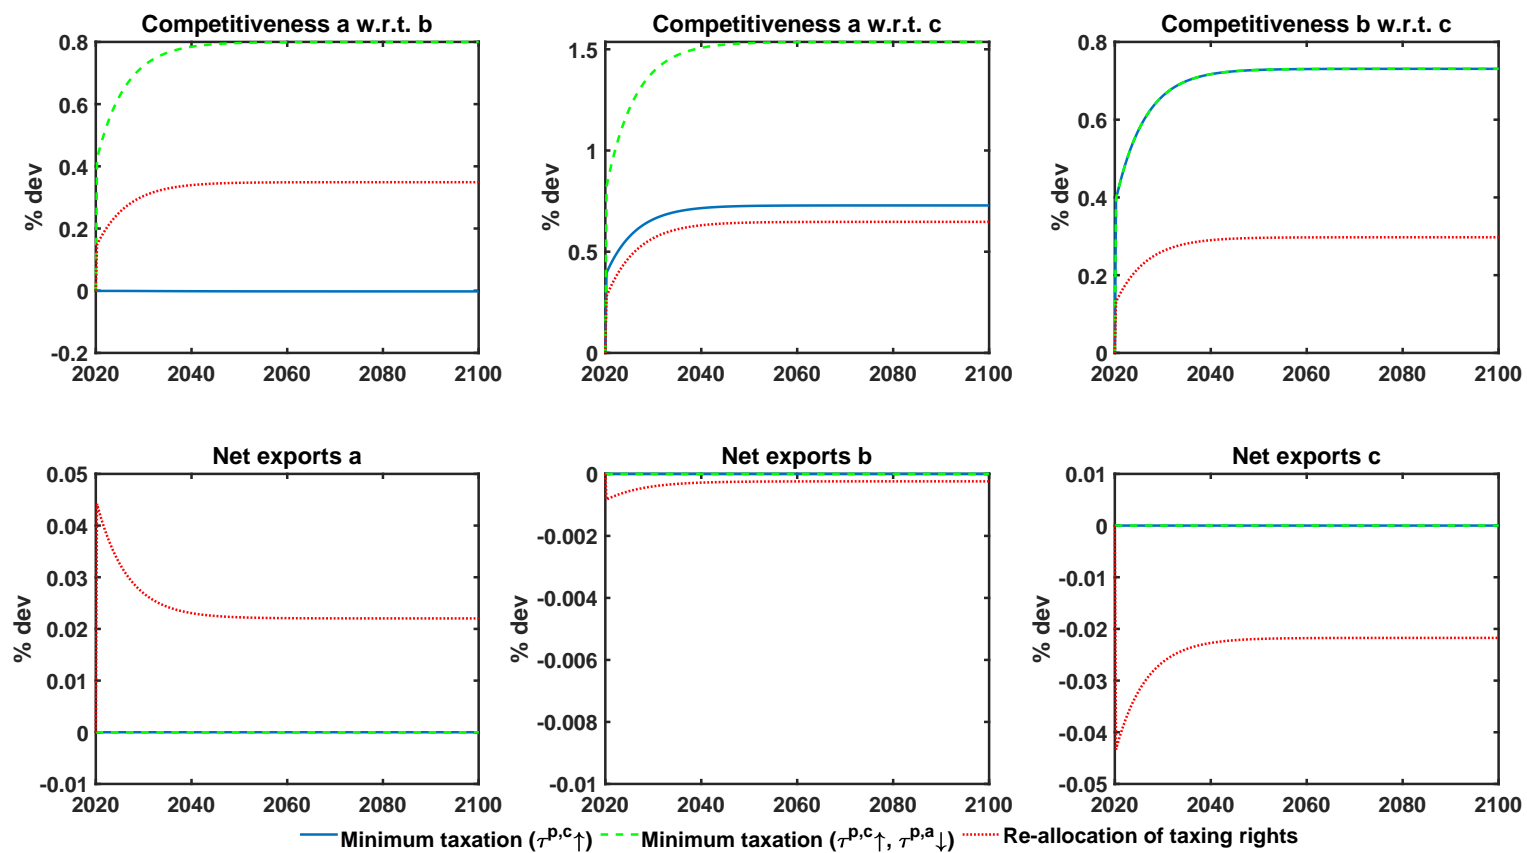 Competitiveness a w.r.t. b
% dev
0.8
0.6
0.4
0.2
0
-0.2
2020 2040 2060 2080 2100
Competitiveness a w.r.t. c
% dev
1.5
1
0.5
0
2020 2040 2060 2080 2100
Competitiveness b w.r.t. c
% dev
0.8
0.6
0.4
0.2
0
2020 2040 2060 2080 2100
Net exports a
% dev
0.05
0.04
0.03
0.02
0.01
0
-0.01
2020 2040 2060 2080 2100
Net exports b
% dev
0
-0.002
-0.004
-0.006
-0.008
-0.01
2020 2040 2060 2080 2100
Net exports c
% dev
0.01
0
-0.01
-0.02
-0.03
-0.04
-0.05
2020 2040 2060 2080 2100
Minimum taxation (τ^p,c↑) Minimum taxation (τ^p,c↑, τ^p,a↓) Re-allocation of taxing rights